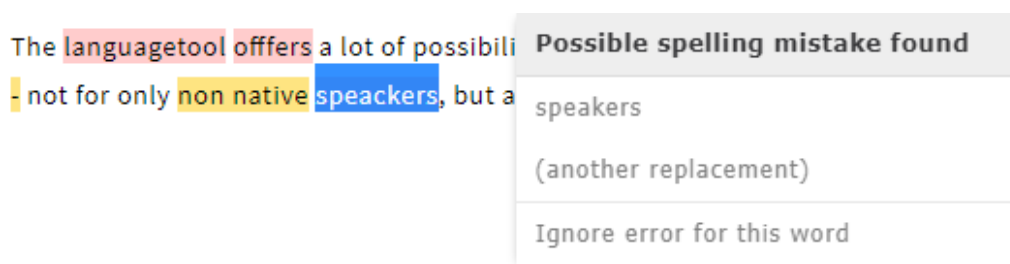 The languagetool offfers a lot of possibili
- not for only non native speackers, but a
Possible spelling mistake found
speakers
(another replacement)
Ignore error for this word